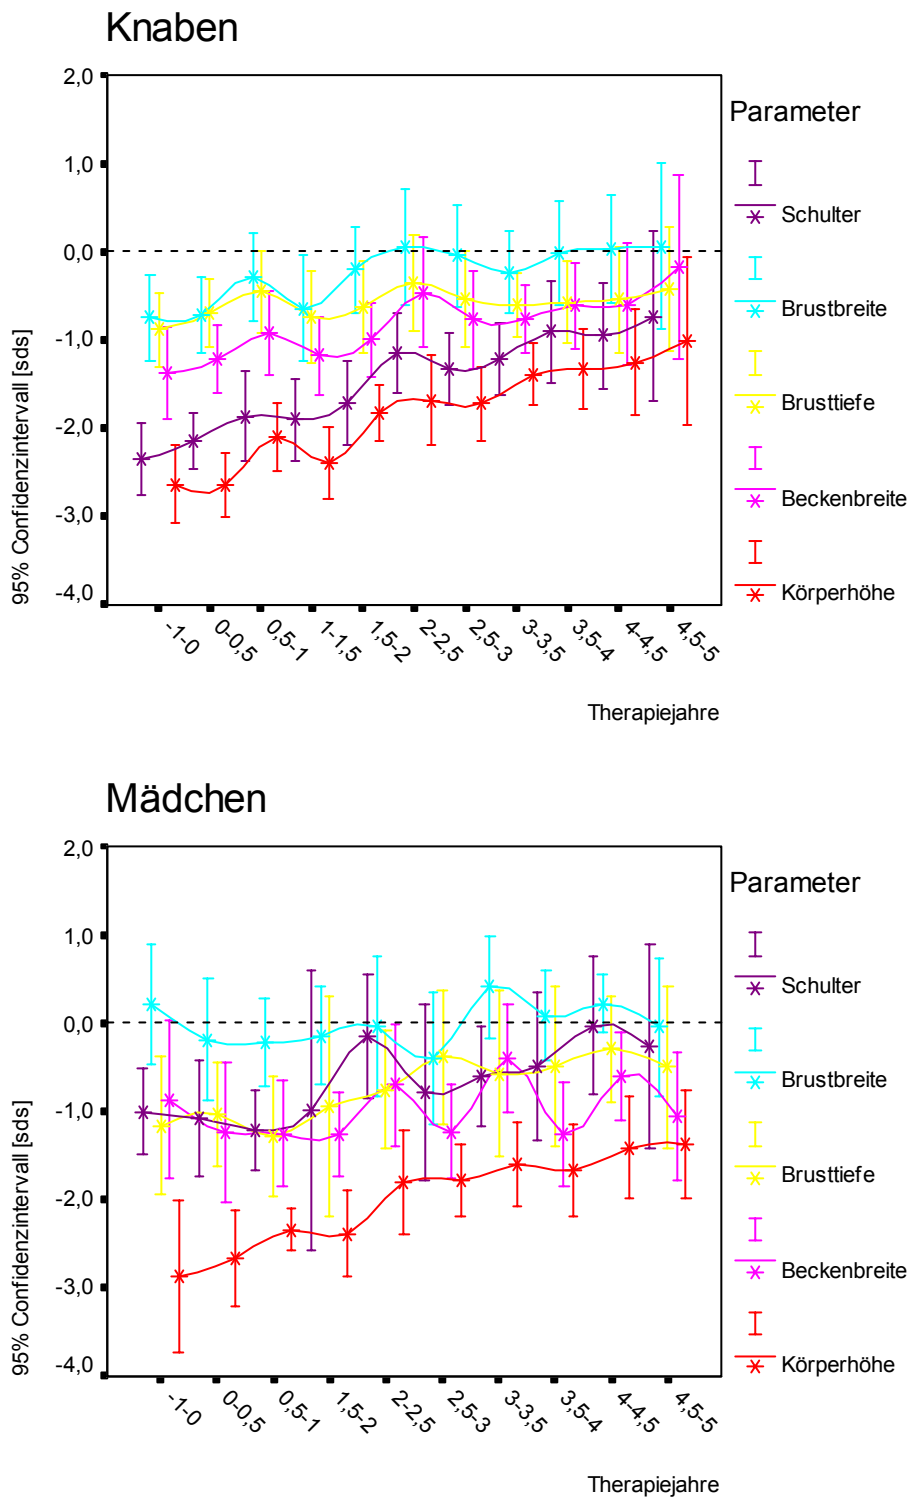 Knaben
95% Confidenzintervall [sds]
2,0
1,0
0,0
-1,0
-2,0
-3,0
-4,0
-1-0
0-0,5
0,5-1
1-1,5
1,5-2
2-2,5
2,5-3
3-3,5
3,5-4
4-4,5
4,5-5
Therapiejahre
Parameter
Schulter
Brustbreite
Brusttiefe
Beckenbreite
Körperhöhe
Mädchen
95% Confidenzintervall [sds]
2,0
1,0
0,0
-1,0
-2,0
-3,0
-4,0
-1-0
0-0,5
0,5-1
1,5-2
2-2,5
2,5-3
3-3,5
3,5-4
4-4,5
4,5-5
Therapiejahre
Parameter
Schulter
Brustbreite
Brusttiefe
Beckenbreite
Körperhöhe